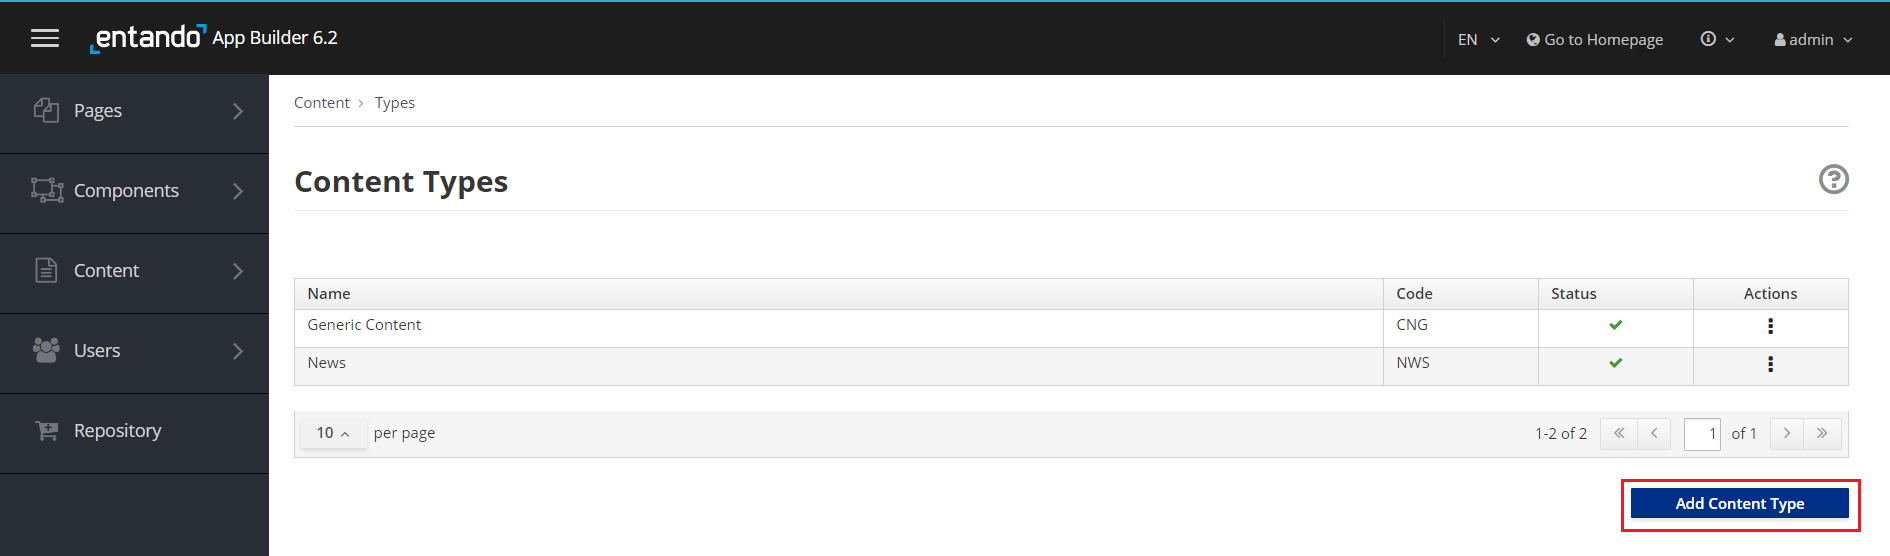 entando App Builder 6.2
EN
Go to Homepage
admin
Pages
Components
Content
Users
Repository
Content > Types
Content Types
Name Code Status Actions
Generic Content CNG
News NWS
10 per page
1-2 of 2
1 of 1
Add Content Type